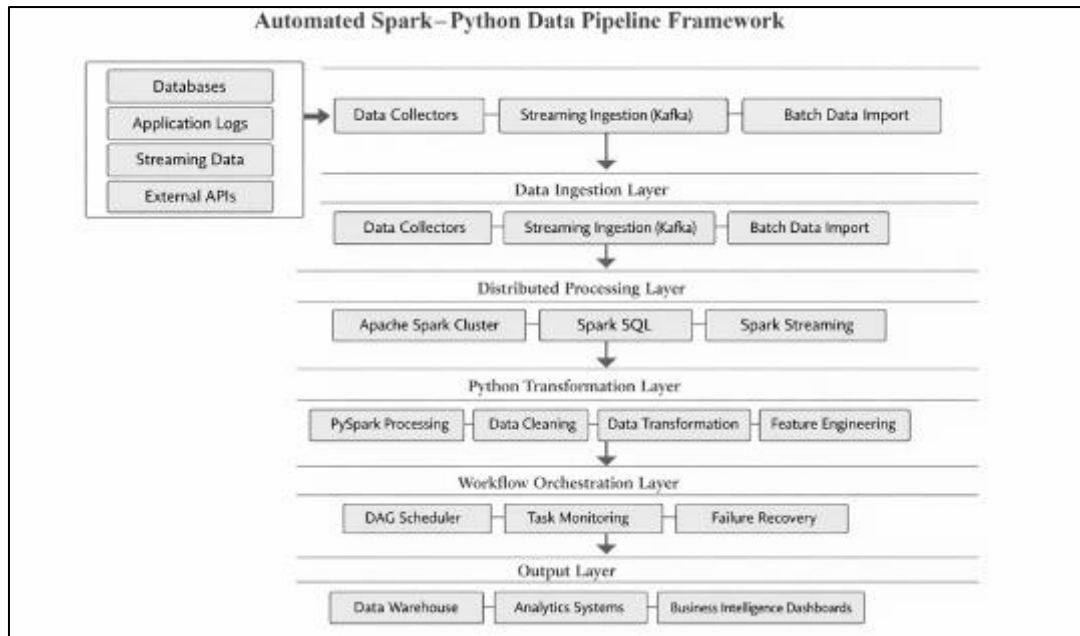 Automated Spark–Python Data Pipeline Framework
Databases
Application Logs
Streaming Data
External APIs
Data Collectors Streaming Ingestion (Kafka) Batch Data Import
Data Ingestion Layer
Data Collectors Streaming Ingestion (Kafka) Batch Data Import
Distributed Processing Layer
Apache Spark Cluster Spark SQL Spark Streaming
Python Transformation Layer
PySpark Processing Data Cleaning Data Transformation Feature Engineering
Workflow Orchestration Layer
DAG Scheduler Task Monitoring Failure Recovery
Output Layer
Data Warehouse Analytics Systems Business Intelligence Dashboards